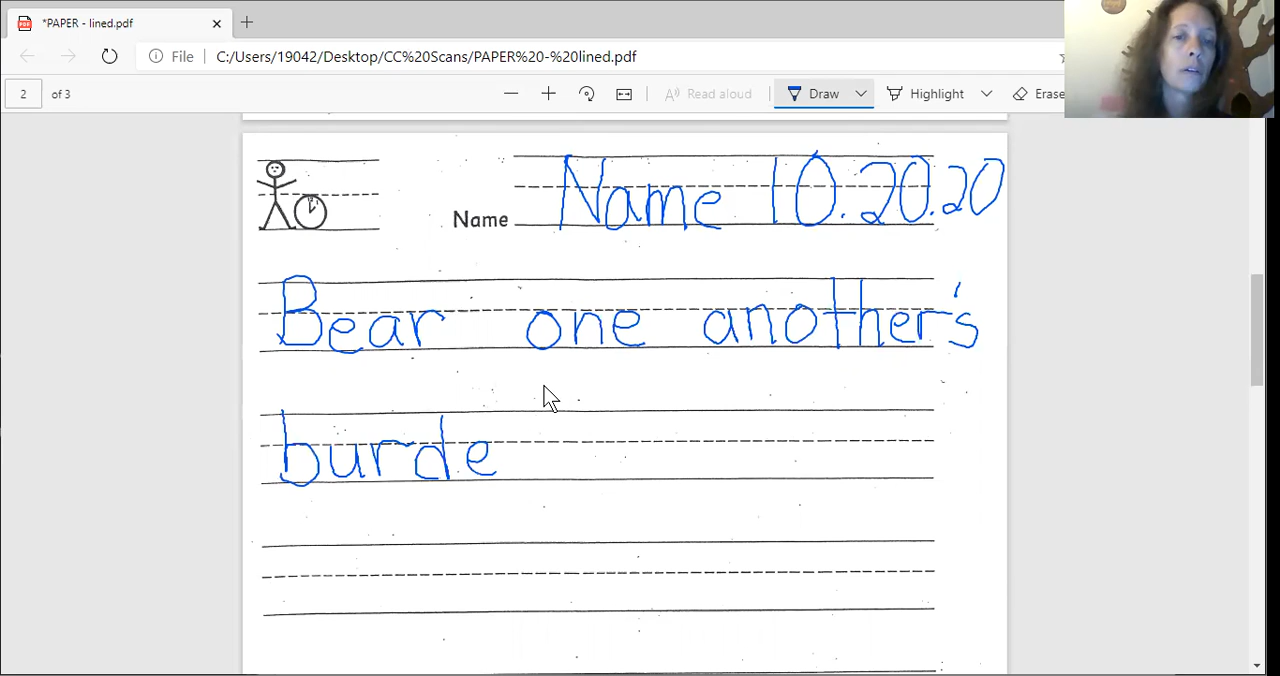 *PAPER - lined.pdf
File C:/Users/19042/Desktop/CC%20Scans/PAPER%20-%20lined.pdf
2 of 3 Read aloud Draw Highlight Erase
Name Name 10.20.20
Bear one another's
burde